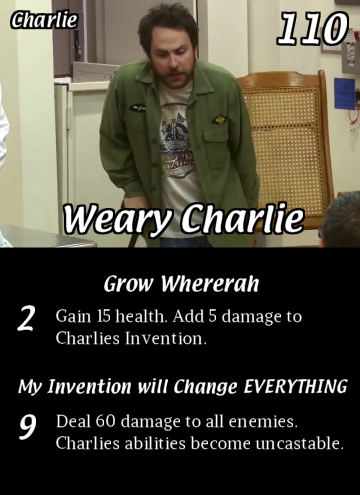 Charlie
110
Weary Charlie
Grow Whererah
2
Gain 15 health. Add 5 damage to
Charlies Invention.
My Invention will Change EVERYTHING
9
Deal 60 damage to all enemies.
Charlies abilities become uncastable.